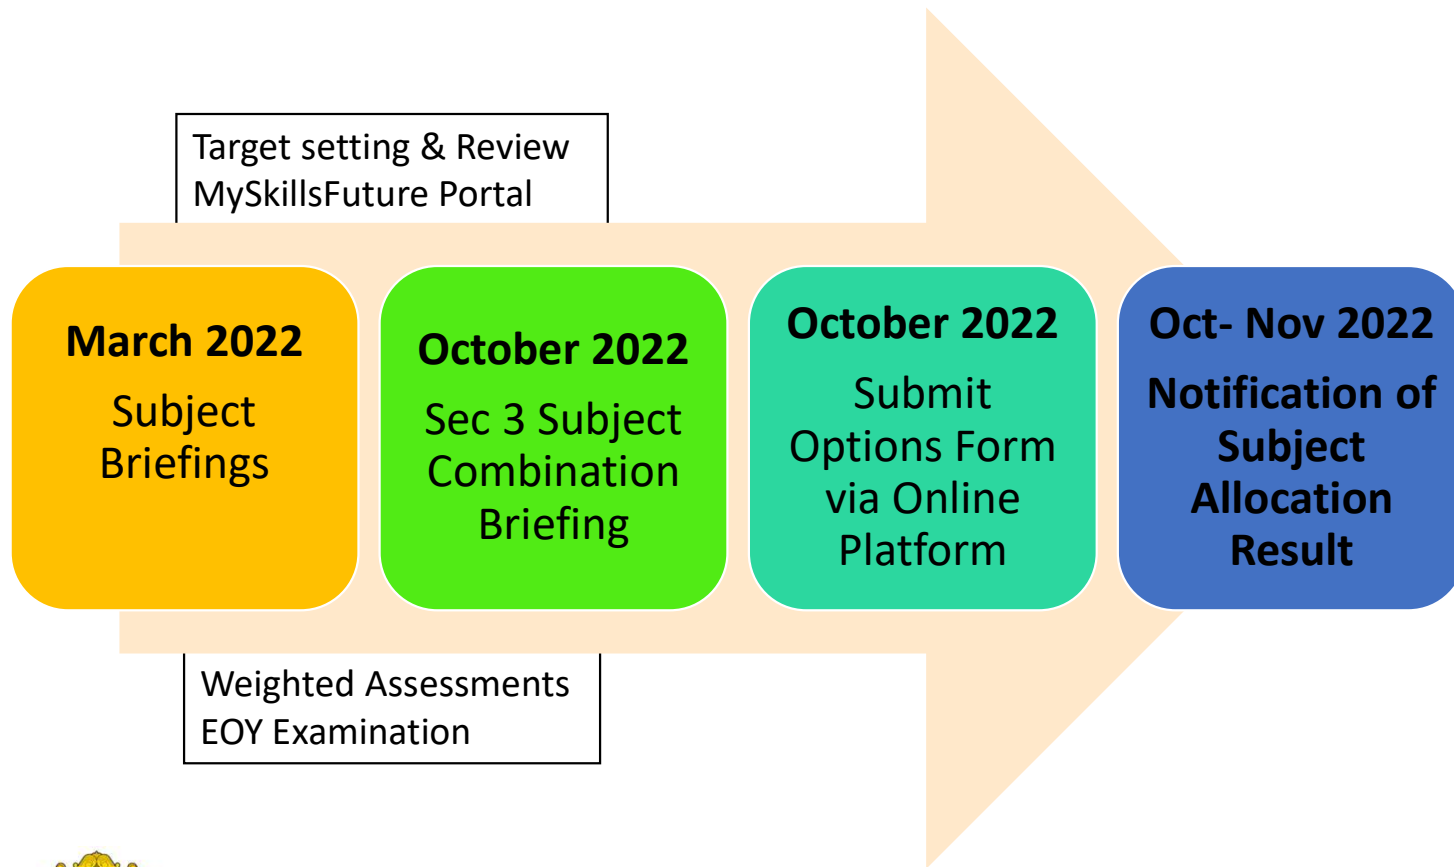 Target setting & Review
MySkillsFuture Portal
March 2022
Subject
Briefings
October 2022
Sec 3 Subject
Combination
Briefing
October 2022
Submit
Options Form
via Online
Platform
Oct- Nov 2022
Notification of
Subject
Allocation
Result
Weighted Assessments
EOY Examination